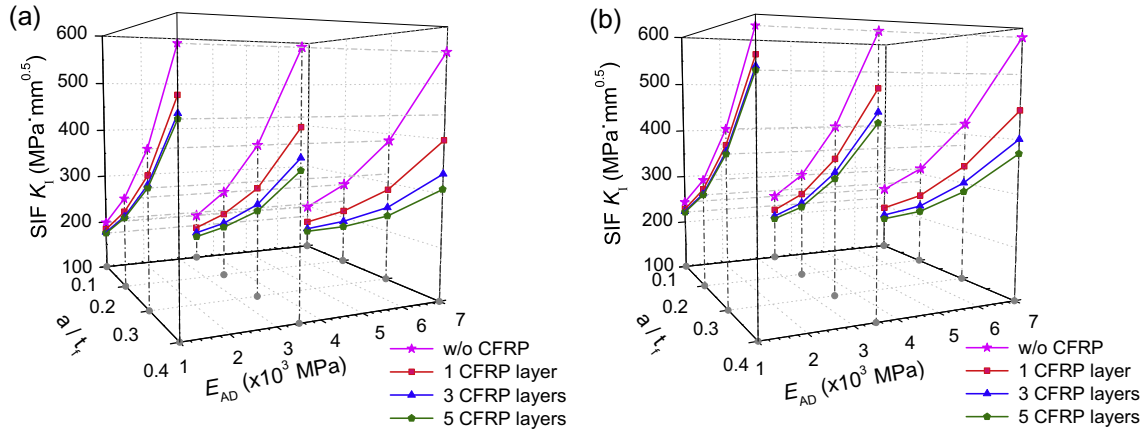 (a)
600
500
400
300
200
100
SIF K_I (MPa·mm^0.5)
0.1
0.2
0.3
0.4
a / t_f
1
2
3
4
5
6
7
E_AD (x10³ MPa)
w/o CFRP
1 CFRP layer
3 CFRP layers
5 CFRP layers
(b)
600
500
400
300
200
100
SIF K_I (MPa·mm^0.5)
0.1
0.2
0.3
0.4
a / t_f
1
2
3
4
5
6
7
E_AD (x10³ MPa)
w/o CFRP
1 CFRP layer
3 CFRP layers
5 CFRP layers